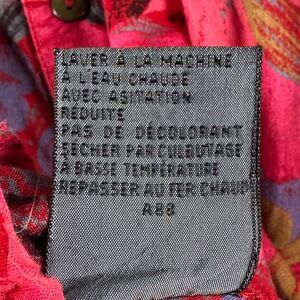 LAVER À LA MACHINE
À L'EAU CHAUDE
AVEC AGITATION
RÉDUITE
PAS DE DÉCOLORANT
SÉCHER PAR CULBUTAGE
À BASSE TEMPÉRATURE
REPASSER AU FER CHAUD
A88